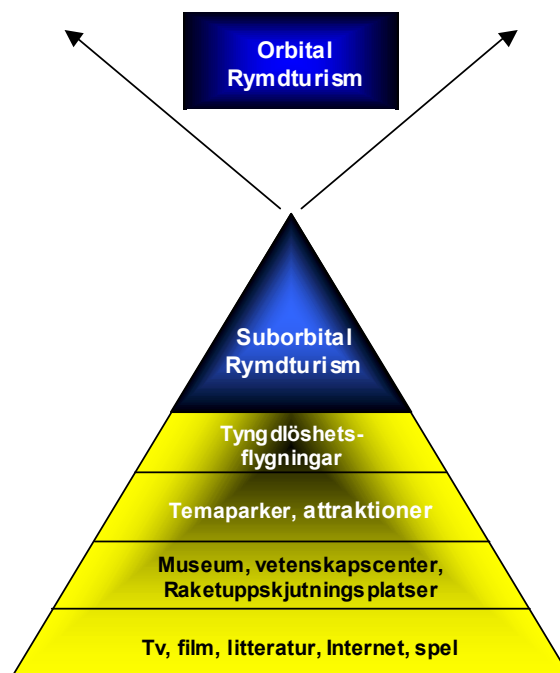 Orbital
Rymdturism
Suborbital
Rymdturism
Tyngdlöshets-
flygningar
Temaparker, attraktioner
Museum, vetenskapscenter,
Raketuppskjutningsplatser
Tv, film, litteratur, Internet, spel